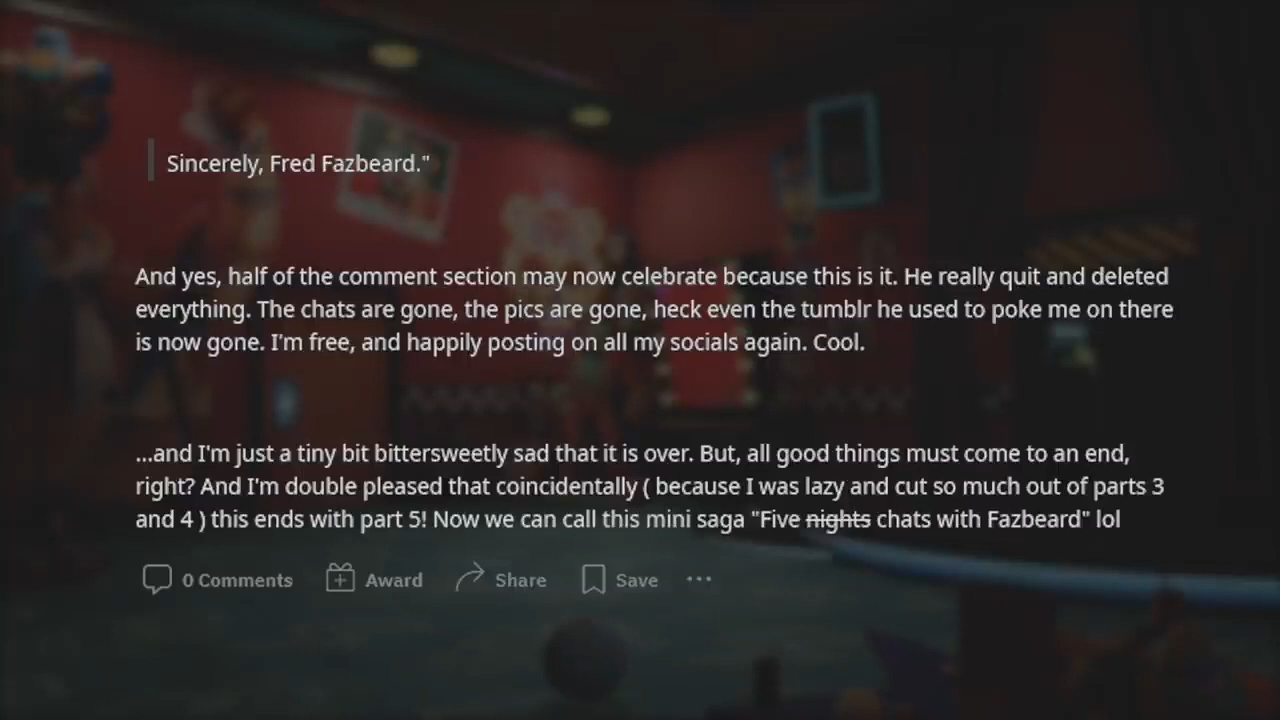 Sincerely, Fred Fazbeard."
And yes, half of the comment section may now celebrate because this is it. He really quit and deleted
everything. The chats are gone, the pics are gone, heck even the tumblr he used to poke me on there
is now gone. I'm free, and happily posting on all my socials again. Cool.
...and I'm just a tiny bit bittersweetly sad that it is over. But, all good things must come to an end,
right? And I'm double pleased that coincidentally ( because I was lazy and cut so much out of parts 3
and 4 ) this ends with part 5! Now we can call this mini saga "Five nights chats with Fazbeard" lol
0 Comments Award Share Save ...